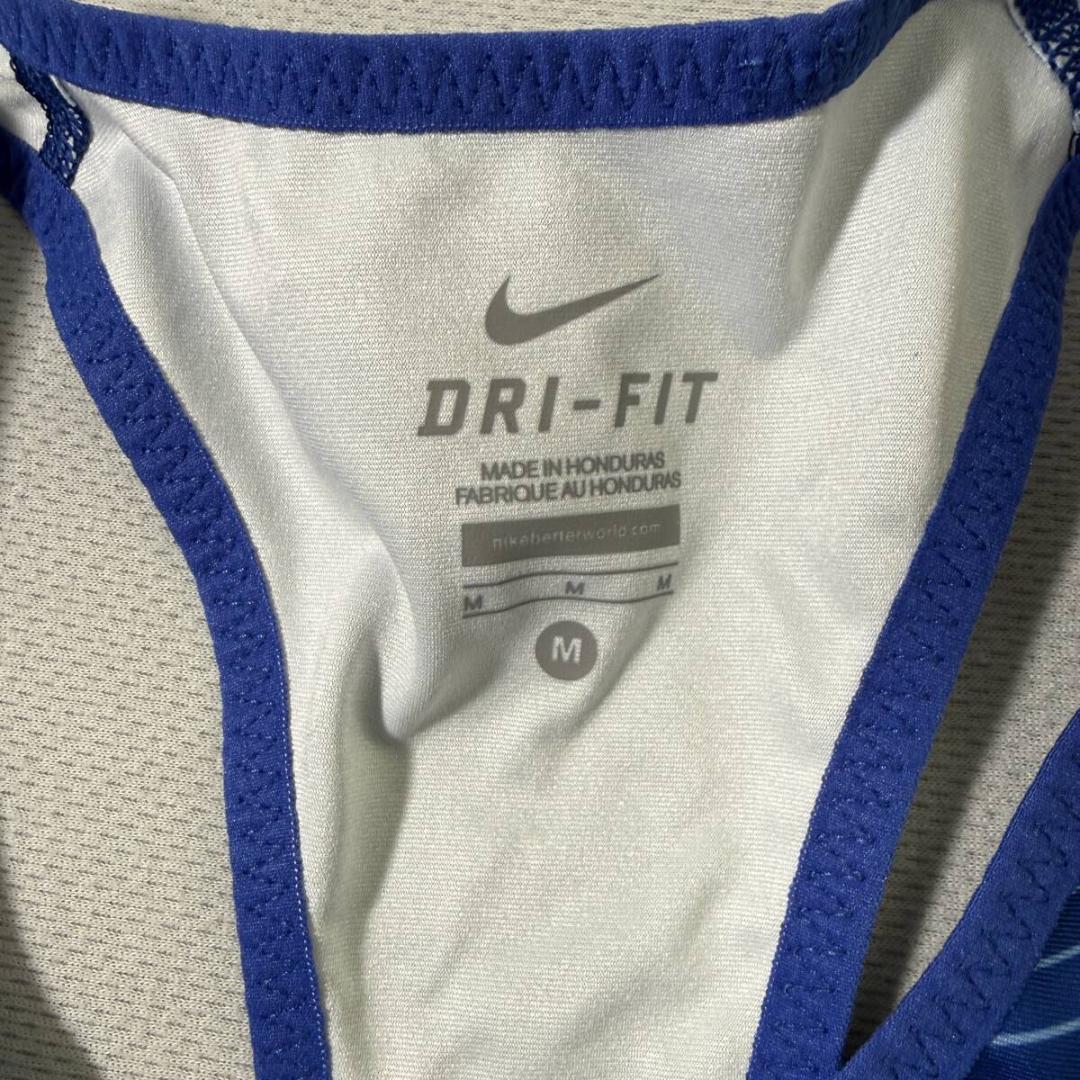 DRI-FIT
MADE IN HONDURAS
FABRIQUE AU HONDURAS
nikebetterworld.com
M M M
M